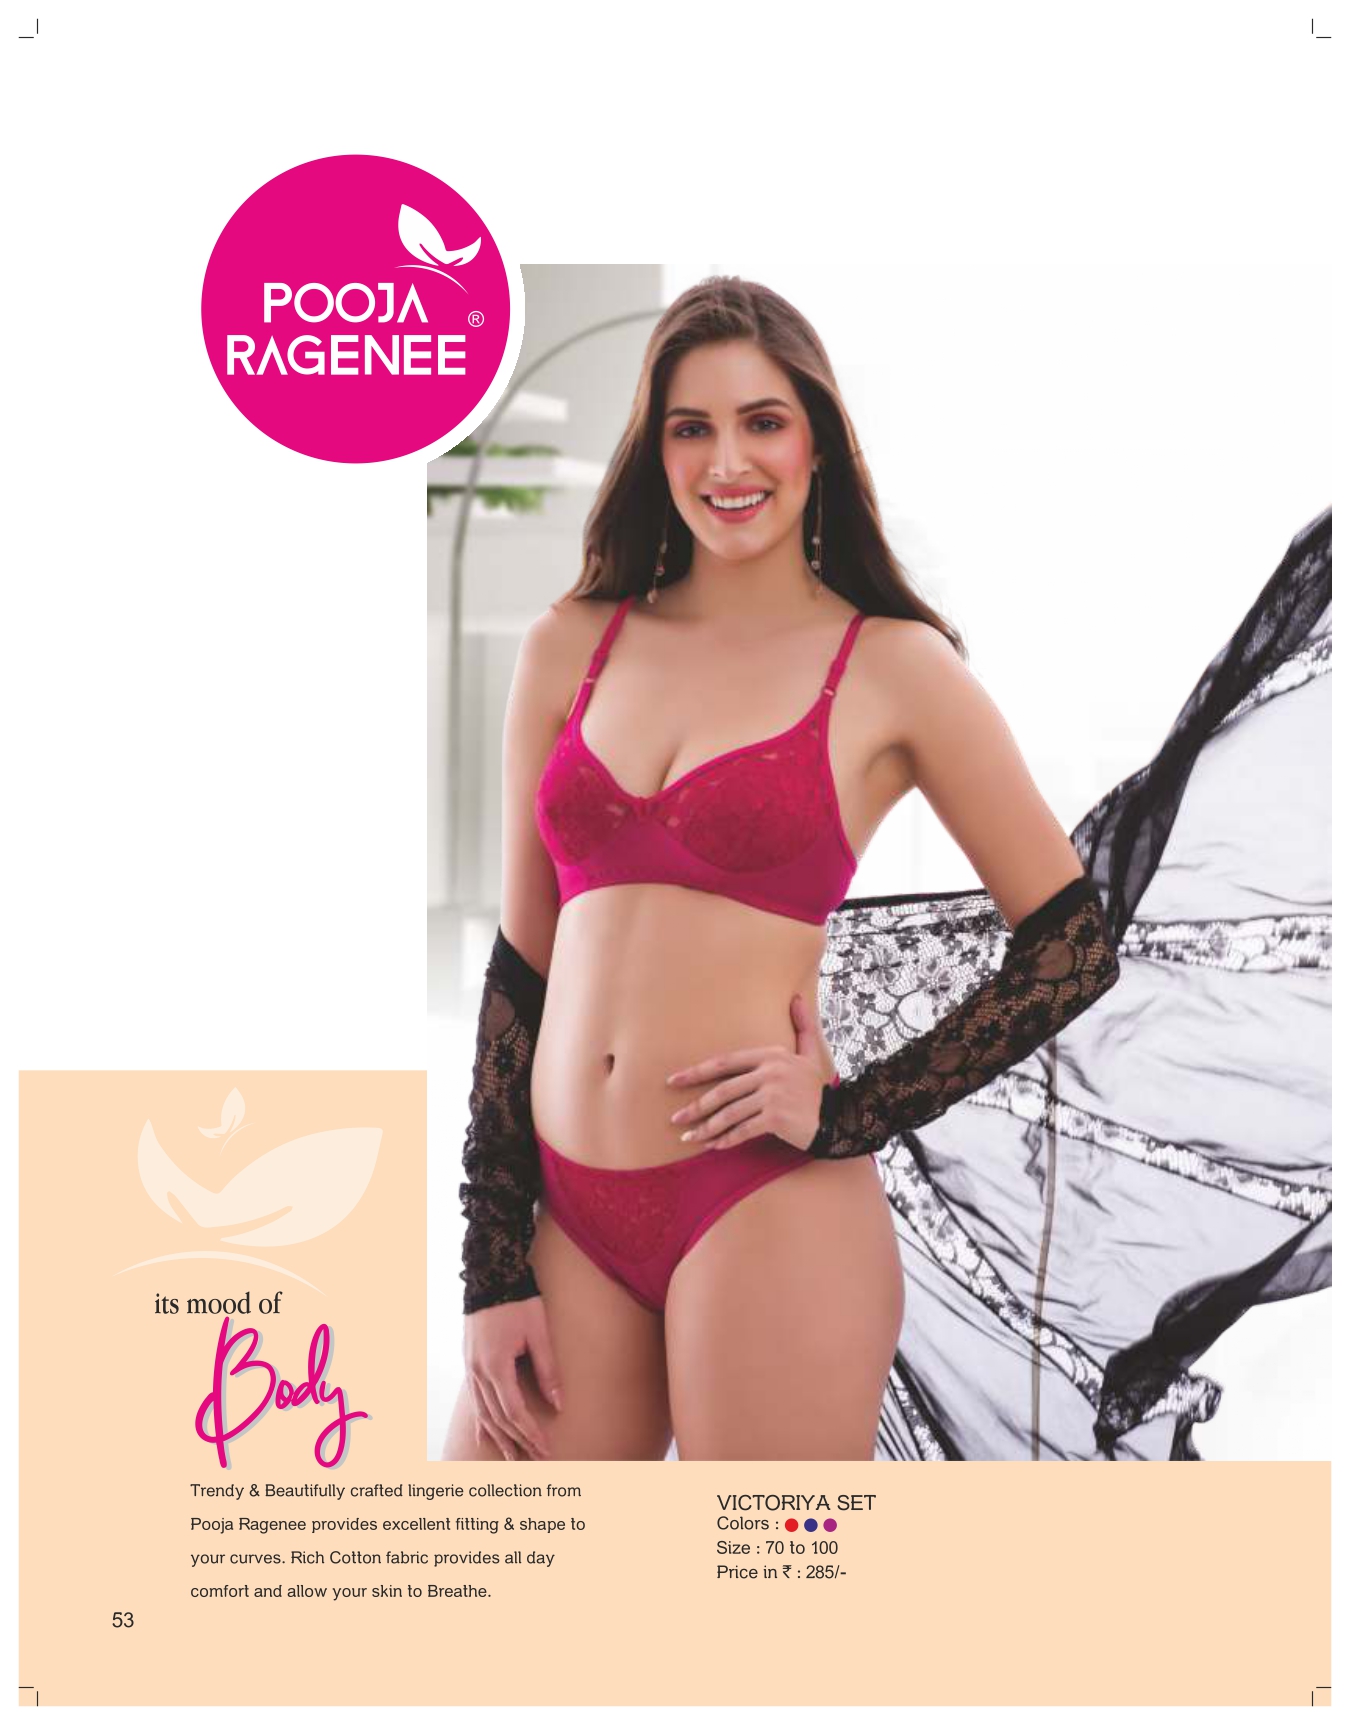 POOJA
RAGENEE ®
its mood of
Body
Trendy & Beautifully crafted lingerie collection from
Pooja Ragenee provides excellent fitting & shape to
your curves. Rich Cotton fabric provides all day
comfort and allow your skin to Breathe.
VICTORIYA SET
Colors :
Size : 70 to 100
Price in ₹ : 285/-
53